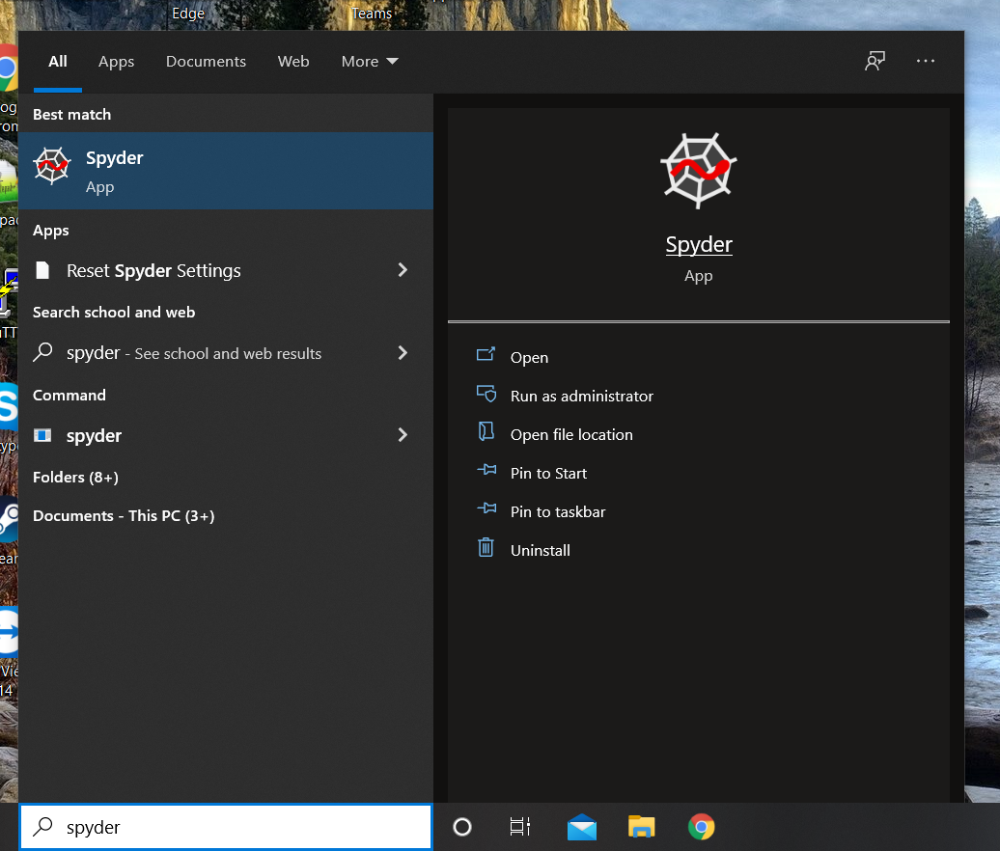 Edge
Teams
All
Apps
Documents
Web
More
Best match
Spyder
App
Apps
Reset Spyder Settings
Search school and web
spyder - See school and web results
Command
spyder
Folders (8+)
Documents - This PC (3+)
Spyder
App
Open
Run as administrator
Open file location
Pin to Start
Pin to taskbar
Uninstall
14
spyder